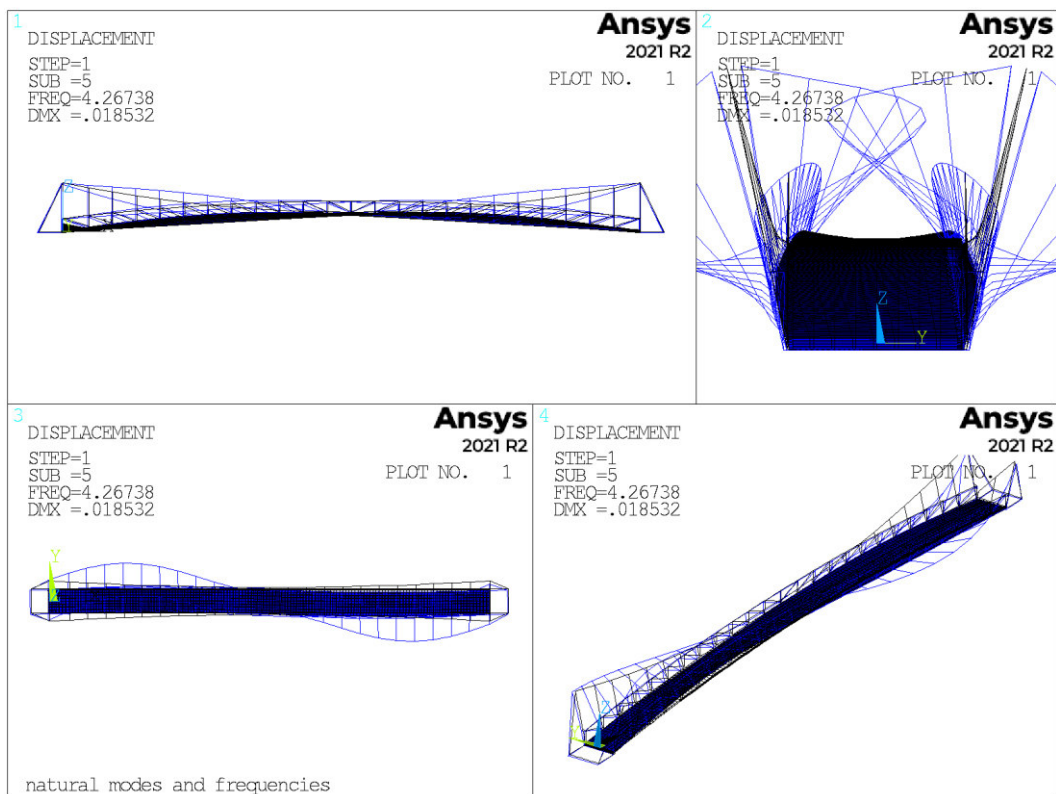 1
Ansys
2021 R2
DISPLACEMENT
STEP=1
SUB =5
FREQ=4.26738
DMX =.018532
PLOT NO. 1
Z
2
Ansys
2021 R2
DISPLACEMENT
STEP=1
SUB =5
FREQ=4.26738
DMX =.018532
PLOT NO. 1
Z
Y
3
Ansys
2021 R2
DISPLACEMENT
STEP=1
SUB =5
FREQ=4.26738
DMX =.018532
PLOT NO. 1
Y
natural modes and frequencies
4
Ansys
2021 R2
DISPLACEMENT
STEP=1
SUB =5
FREQ=4.26738
DMX =.018532
PLOT NO. 1
Z
Y